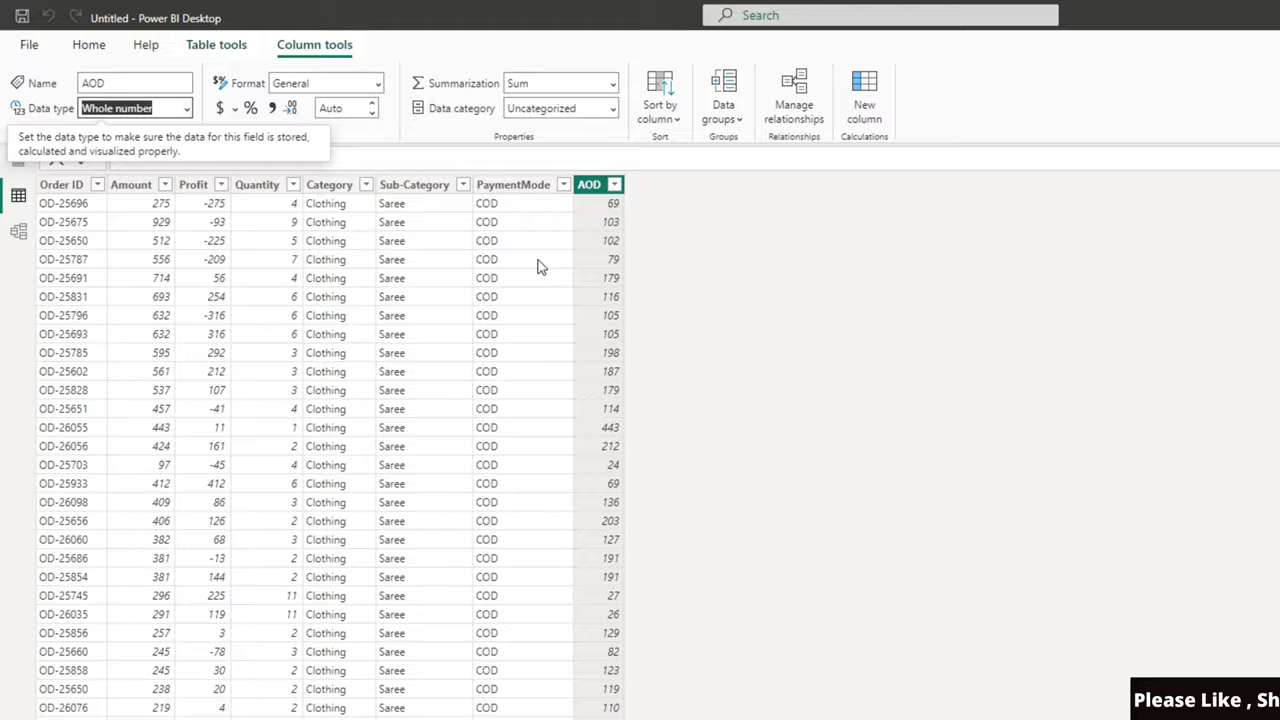 Untitled - Power BI Desktop
Search
File Home Help Table tools Column tools
Name AOD
Format General
Summarization Sum
Data type Whole number
$ % Auto
Data category Uncategorized
Sort by column
Data groups
Manage relationships
New column
Properties Sort Groups Relationships Calculations
Set the data type to make sure the data for this field is stored,
calculated and visualized properly.
Order ID Amount Profit Quantity Category Sub-Category PaymentMode AOD
OD-25696 275 -275 4 Clothing Saree COD 69
OD-25675 929 -93 9 Clothing Saree COD 103
OD-25650 512 -225 5 Clothing Saree COD 102
OD-25787 556 -209 7 Clothing Saree COD 79
OD-25691 714 56 4 Clothing Saree COD 179
OD-25831 693 254 6 Clothing Saree COD 116
OD-25796 632 -316 6 Clothing Saree COD 105
OD-25693 632 316 6 Clothing Saree COD 105
OD-25785 595 292 3 Clothing Saree COD 198
OD-25602 561 212 3 Clothing Saree COD 187
OD-25828 537 107 3 Clothing Saree COD 179
OD-25651 457 -41 4 Clothing Saree COD 114
OD-26055 443 11 1 Clothing Saree COD 443
OD-26056 424 161 2 Clothing Saree COD 212
OD-25703 97 -45 4 Clothing Saree COD 24
OD-25933 412 412 6 Clothing Saree COD 69
OD-26098 409 86 3 Clothing Saree COD 136
OD-25656 406 126 2 Clothing Saree COD 203
OD-26060 382 68 3 Clothing Saree COD 127
OD-25686 381 -13 2 Clothing Saree COD 191
OD-25854 381 144 2 Clothing Saree COD 191
OD-25745 296 225 11 Clothing Saree COD 27
OD-26035 291 119 11 Clothing Saree COD 26
OD-25856 257 3 2 Clothing Saree COD 129
OD-25660 245 -78 3 Clothing Saree COD 82
OD-25858 245 30 2 Clothing Saree COD 123
OD-25650 238 20 2 Clothing Saree COD 119
OD-26076 219 4 2 Clothing Saree COD 110
Please Like , Sh